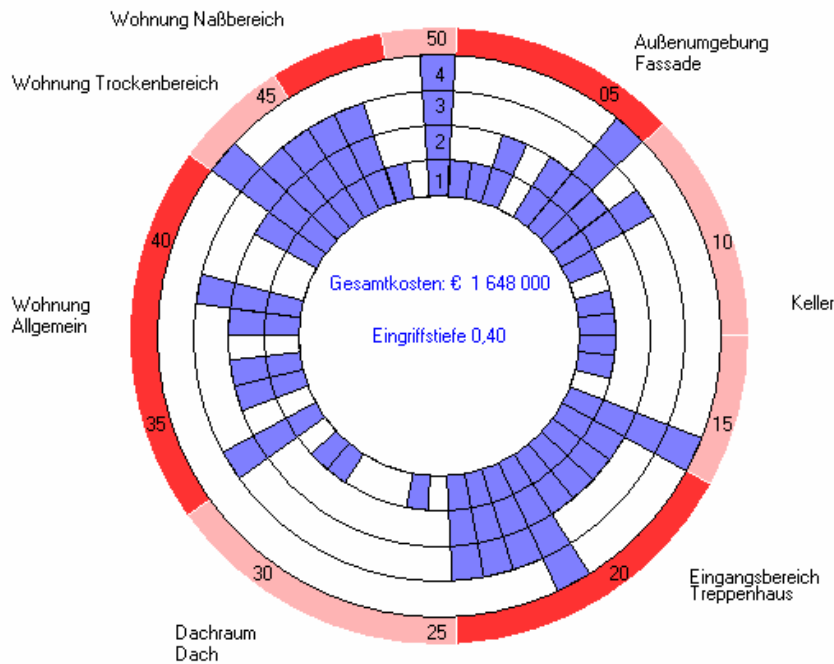 Wohnung Naßbereich
50
Außenumgebung
Fassade
Wohnung Trockenbereich
45
4
05
3
2
1
40
10
Gesamtkosten: € 1 648 000
Wohnung
Allgemein
Keller
Eingriffstiefe 0,40
35
15
30
20
Eingangsbereich
Treppenhaus
Dachraum
Dach
25